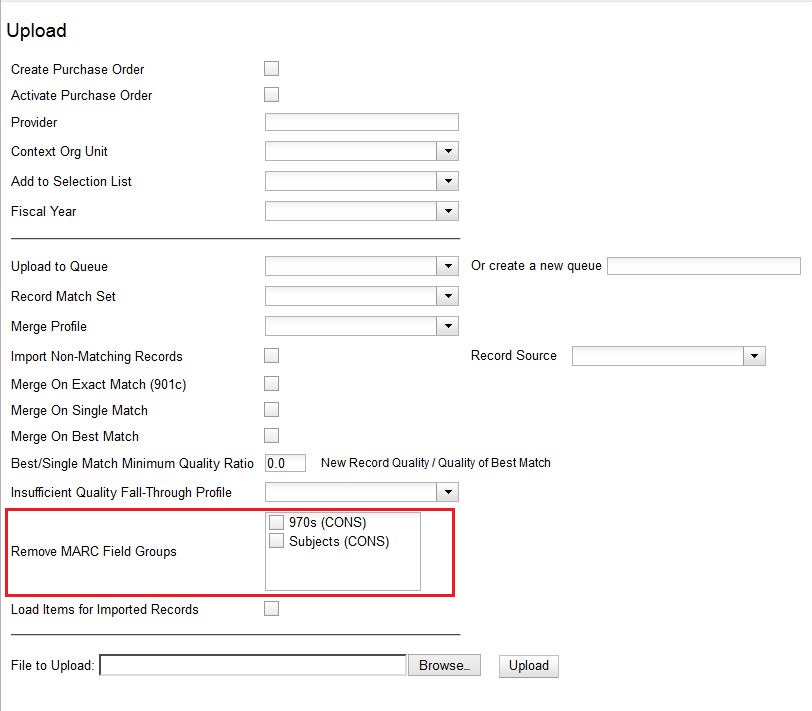 Upload
Create Purchase Order
Activate Purchase Order
Provider
Context Org Unit
Add to Selection List
Fiscal Year
Upload to Queue Or create a new queue
Record Match Set
Merge Profile
Import Non-Matching Records Record Source
Merge On Exact Match (901c)
Merge On Single Match
Merge On Best Match
Best/Single Match Minimum Quality Ratio 0.0 New Record Quality / Quality of Best Match
Insufficient Quality Fall-Through Profile
970s (CONS)
Subjects (CONS)
Remove MARC Field Groups
Load Items for Imported Records
File to Upload: Browse... Upload